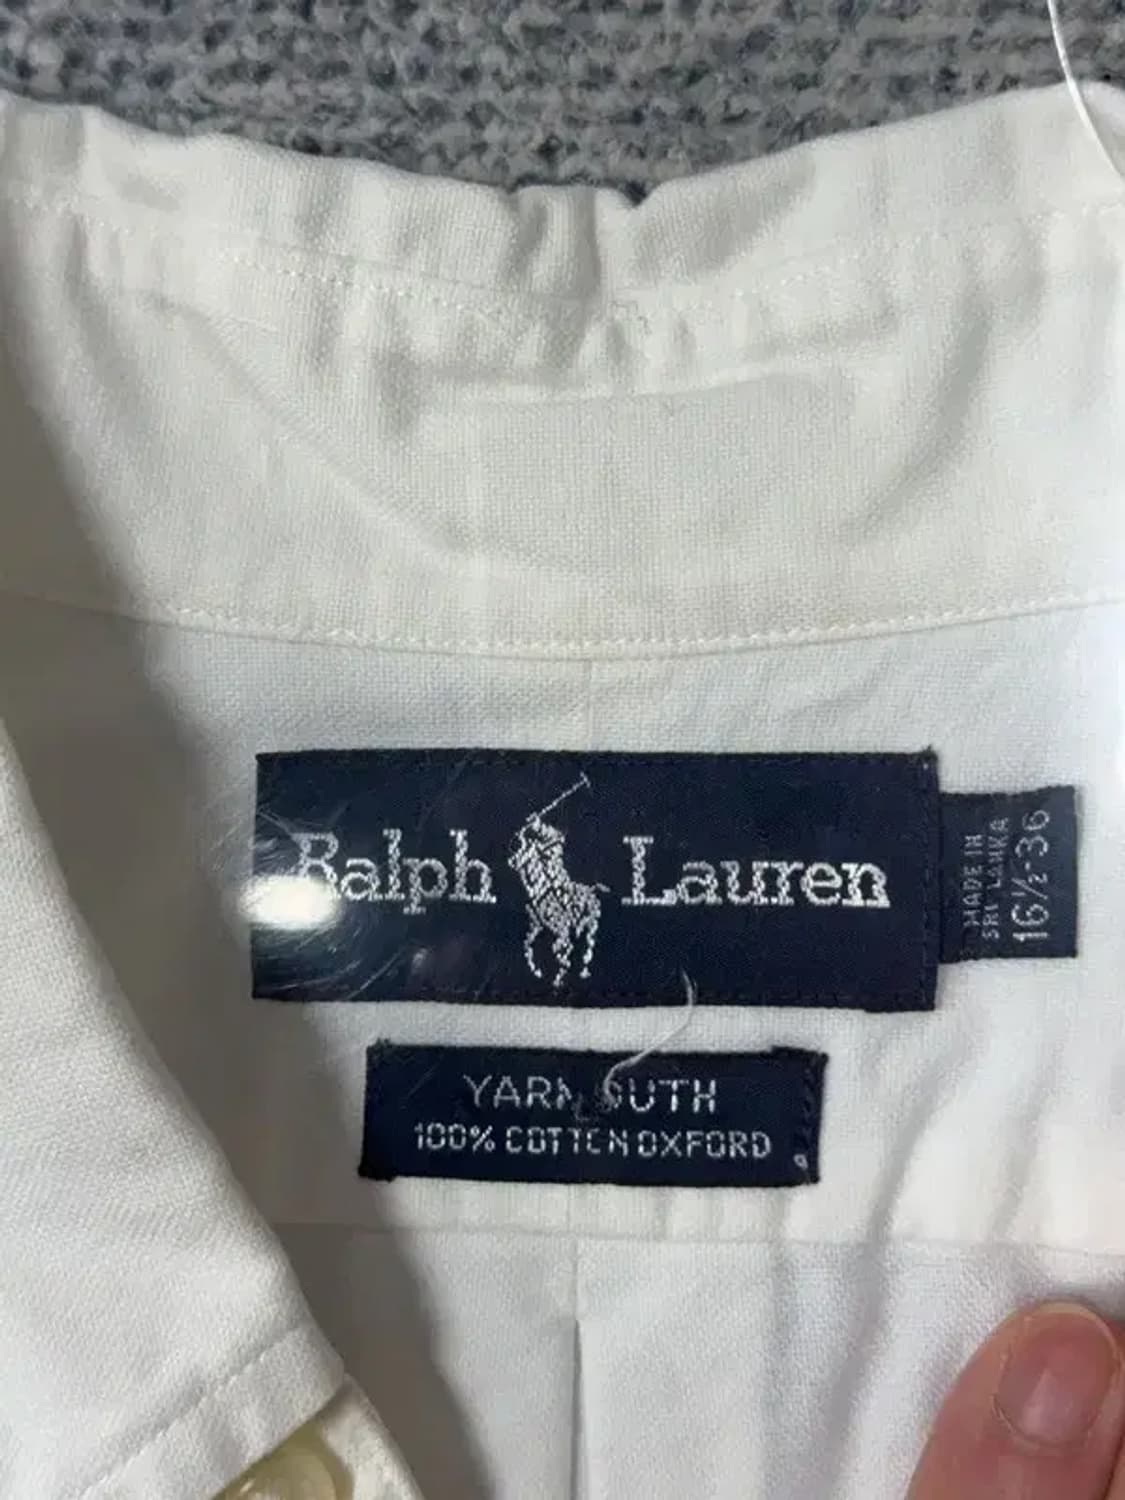 Ralph Lauren
MADE IN
SRI LANKA
16½-36
YARMOUTH
100% COTTON OXFORD